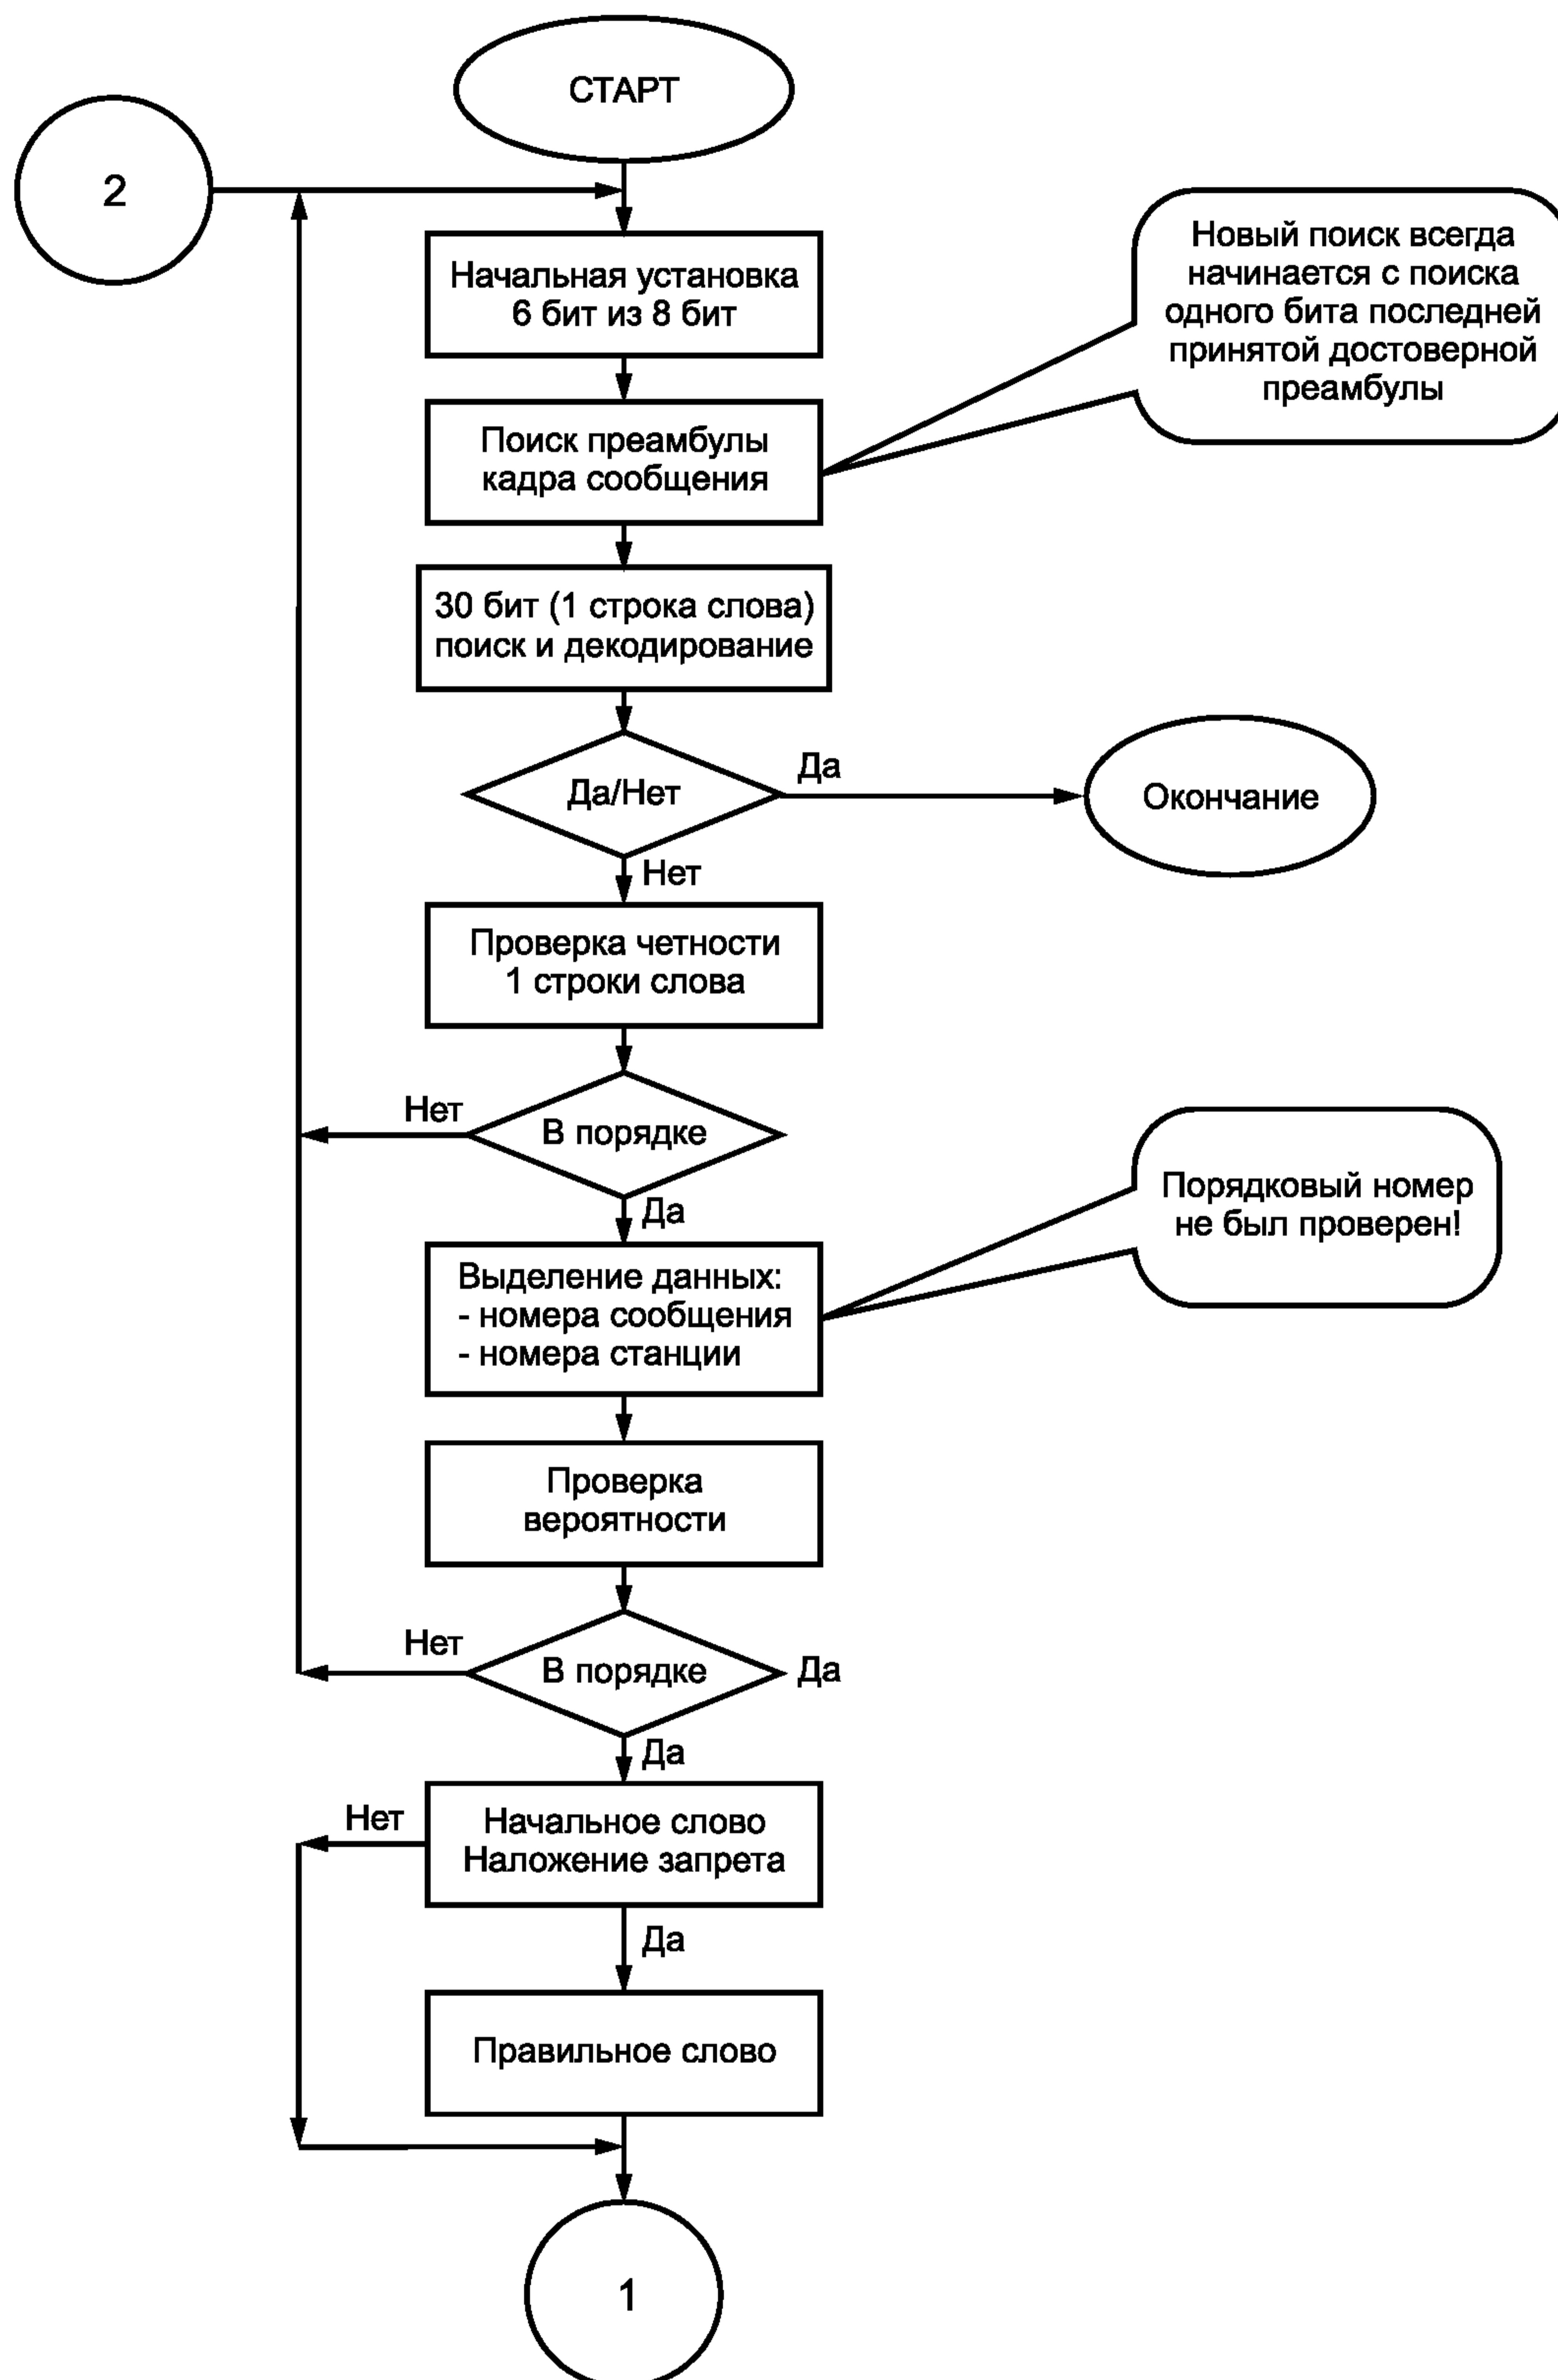 СТАРТ
2
Начальная установка
6 бит из 8 бит
Новый поиск всегда
начинается с поиска
одного бита последней
принятой достоверной
преамбулы
Поиск преамбулы
кадра сообщения
30 бит (1 строка слова)
поиск и декодирование
Да/Нет
Да
Окончание
Нет
Проверка четности
1 строки слова
Нет
В порядке
Да
Порядковый номер
не был проверен!
Выделение данных:
- номера сообщения
- номера станции
Проверка
вероятности
Нет
В порядке
Да
Да
Нет
Начальное слово
Наложение запрета
Да
Правильное слово
1